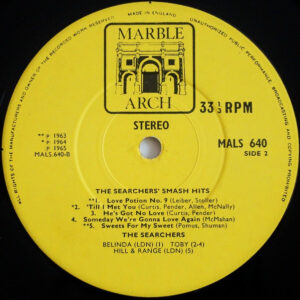 MADE IN ENGLAND
ALL RIGHTS OF THE MANUFACTURERS AND OWNER OF THE RECORDED WORK RESERVED
UNAUTHORIZED PUBLIC PERFORMANCE, BROADCASTING AND COPYING OF THIS RECORD PROHIBITED
MARBLE
ARCH
33⅓ RPM
STEREO
MALS 640
SIDE 2
** ℗ 1963
* ℗ 1964
℗ 1965
MALS.640-B
THE SEARCHERS' SMASH HITS
**1. Love Potion No. 9 (Leiber, Stoller)
*2. 'Till I Met You (Curtis, Pender, Allen, McNally)
3. He's Got No Love (Curtis, Pender)
4. Someday We're Gonna Love Again (McMahan)
**5. Sweets For My Sweet (Pomus, Shuman)
THE SEARCHERS
BELINDA (LDN) (1) TOBY (2-4)
HILL & RANGE (LDN) (5)